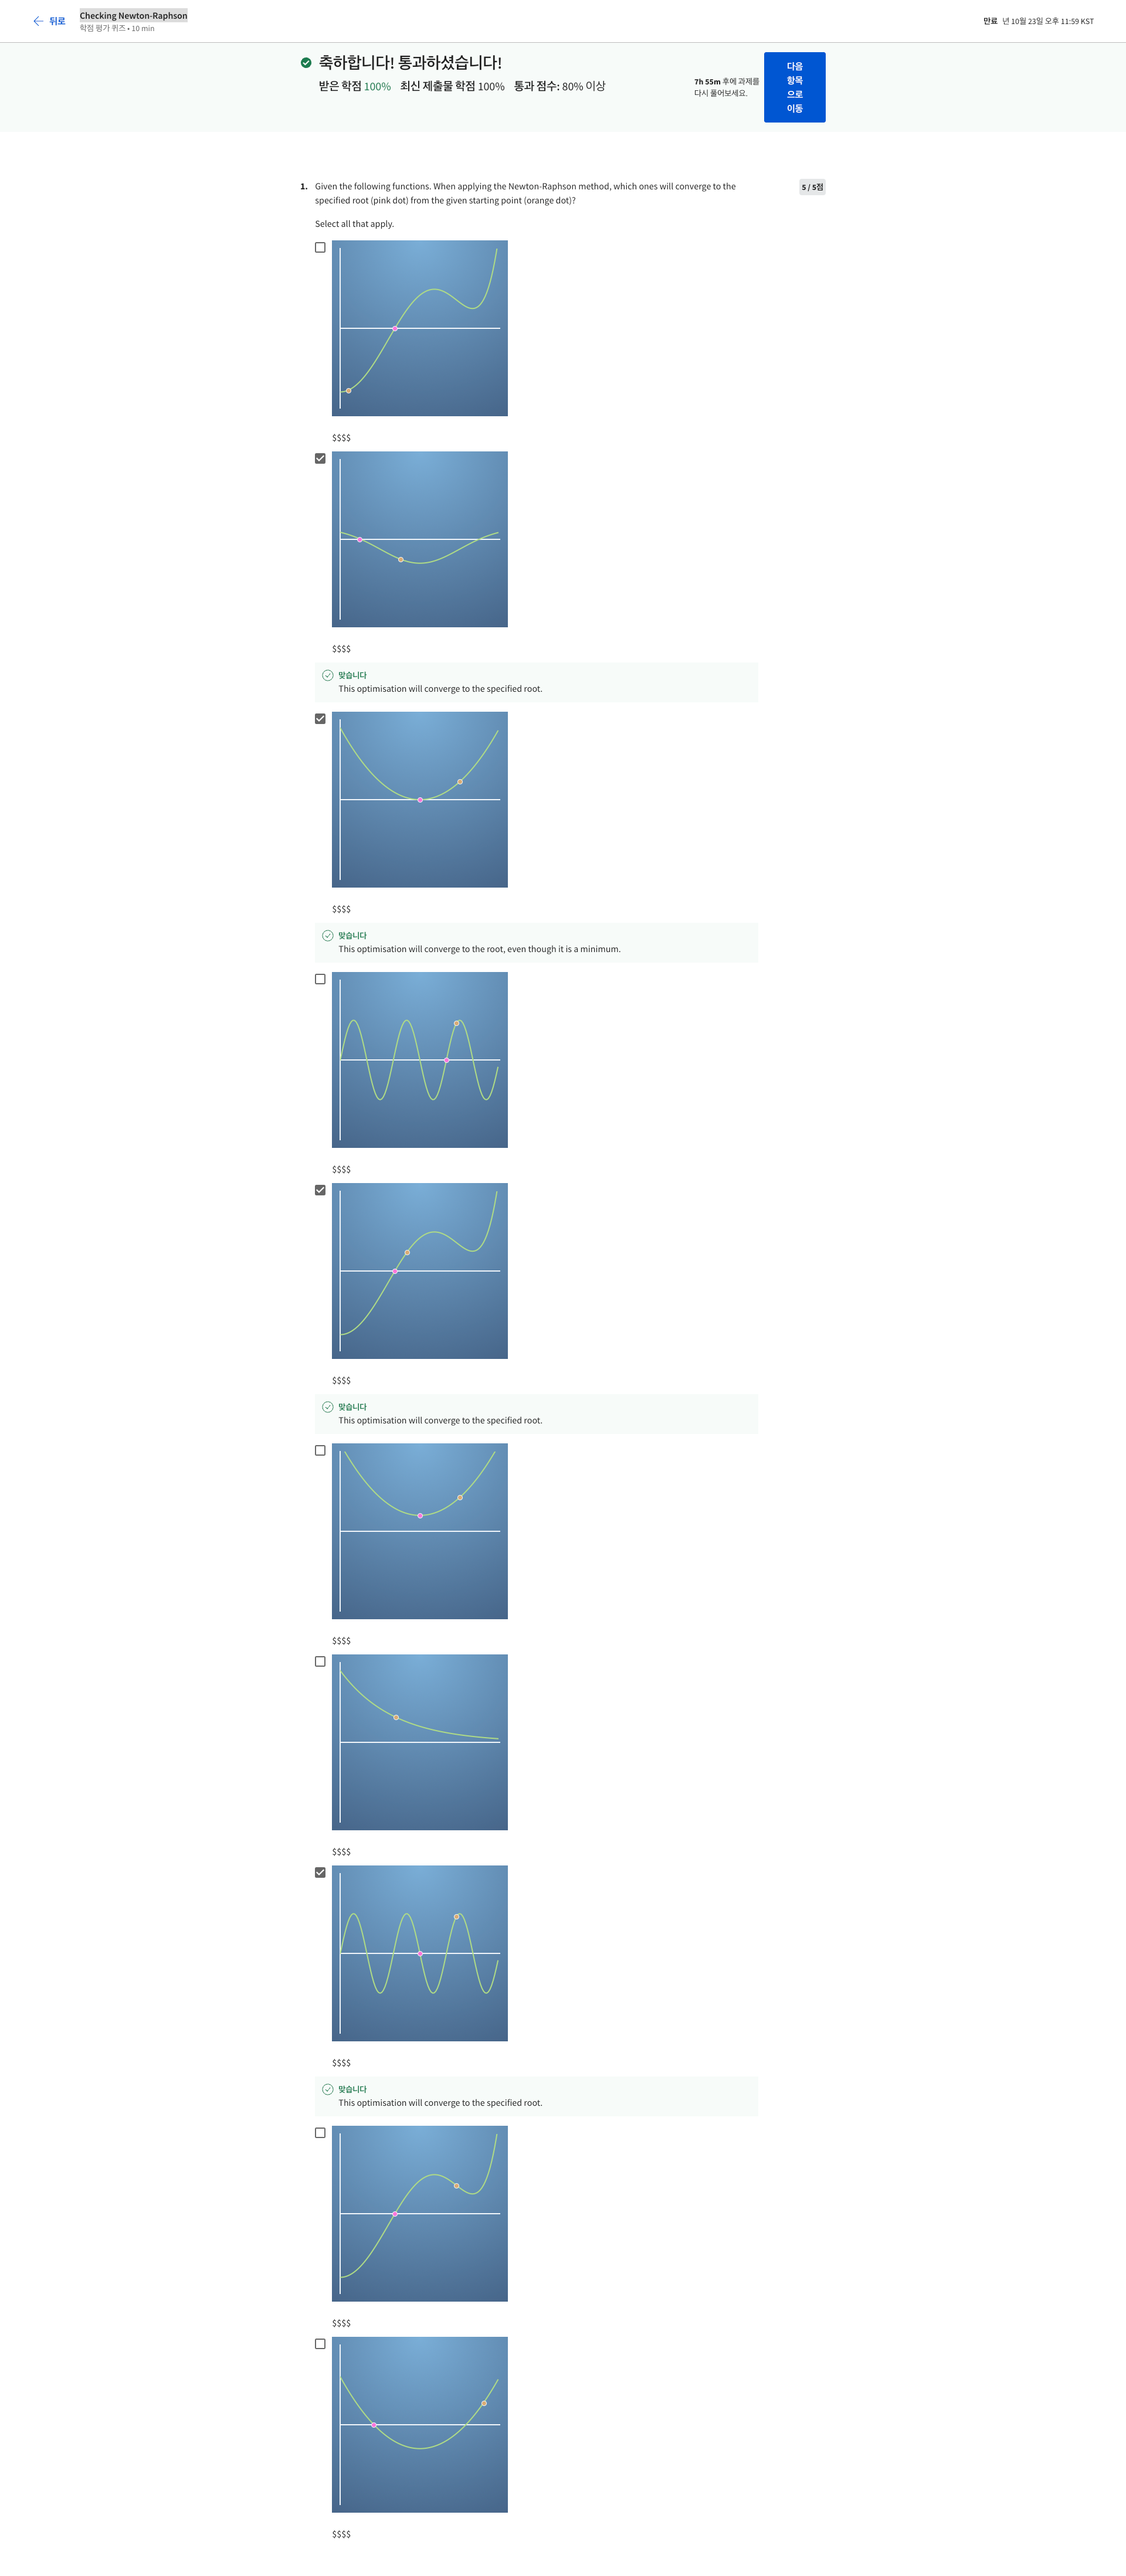 뒤로
Checking Newton-Raphson
학점 평가 퀴즈 • 10 min
만료 년 10월 23일 오후 11:59 KST
축하합니다! 통과하셨습니다!
받은 학점 100% 최신 제출물 학점 100% 통과 점수: 80% 이상
7h 55m 후에 과제를
다시 풀어보세요.
다음
항목
으로
이동
1. Given the following functions. When applying the Newton-Raphson method, which ones will converge to the
specified root (pink dot) from the given starting point (orange dot)?
5 / 5점
Select all that apply.
$$$$
$$$$
맞습니다
This optimisation will converge to the specified root.
$$$$
맞습니다
This optimisation will converge to the root, even though it is a minimum.
$$$$
$$$$
맞습니다
This optimisation will converge to the specified root.
$$$$
$$$$
$$$$
맞습니다
This optimisation will converge to the specified root.
$$$$
$$$$